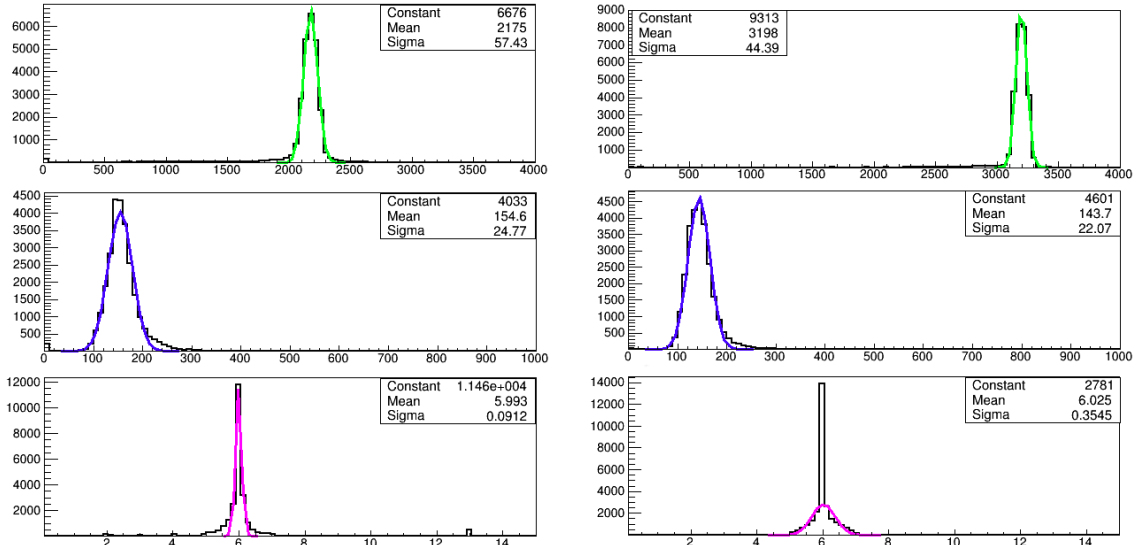 Constant 6676
Mean 2175
Sigma 57.43
6000
5000
4000
3000
2000
1000
0 500 1000 1500 2000 2500 3000 3500 4000
Constant 9313
Mean 3198
Sigma 44.39
9000
8000
7000
6000
5000
4000
3000
2000
1000
0 500 1000 1500 2000 2500 3000 3500 4000
Constant 4033
Mean 154.6
Sigma 24.77
4500
4000
3500
3000
2500
2000
1500
1000
500
0 100 200 300 400 500 600 700 800 900 1000
Constant 4601
Mean 143.7
Sigma 22.07
4500
4000
3500
3000
2500
2000
1500
1000
500
0 100 200 300 400 500 600 700 800 900 1000
Constant 1.146e+004
Mean 5.993
Sigma 0.0912
12000
10000
8000
6000
4000
2000
2 4 6 8 10 12 14
Constant 2781
Mean 6.025
Sigma 0.3545
14000
12000
10000
8000
6000
4000
2000
2 4 6 8 10 12 14